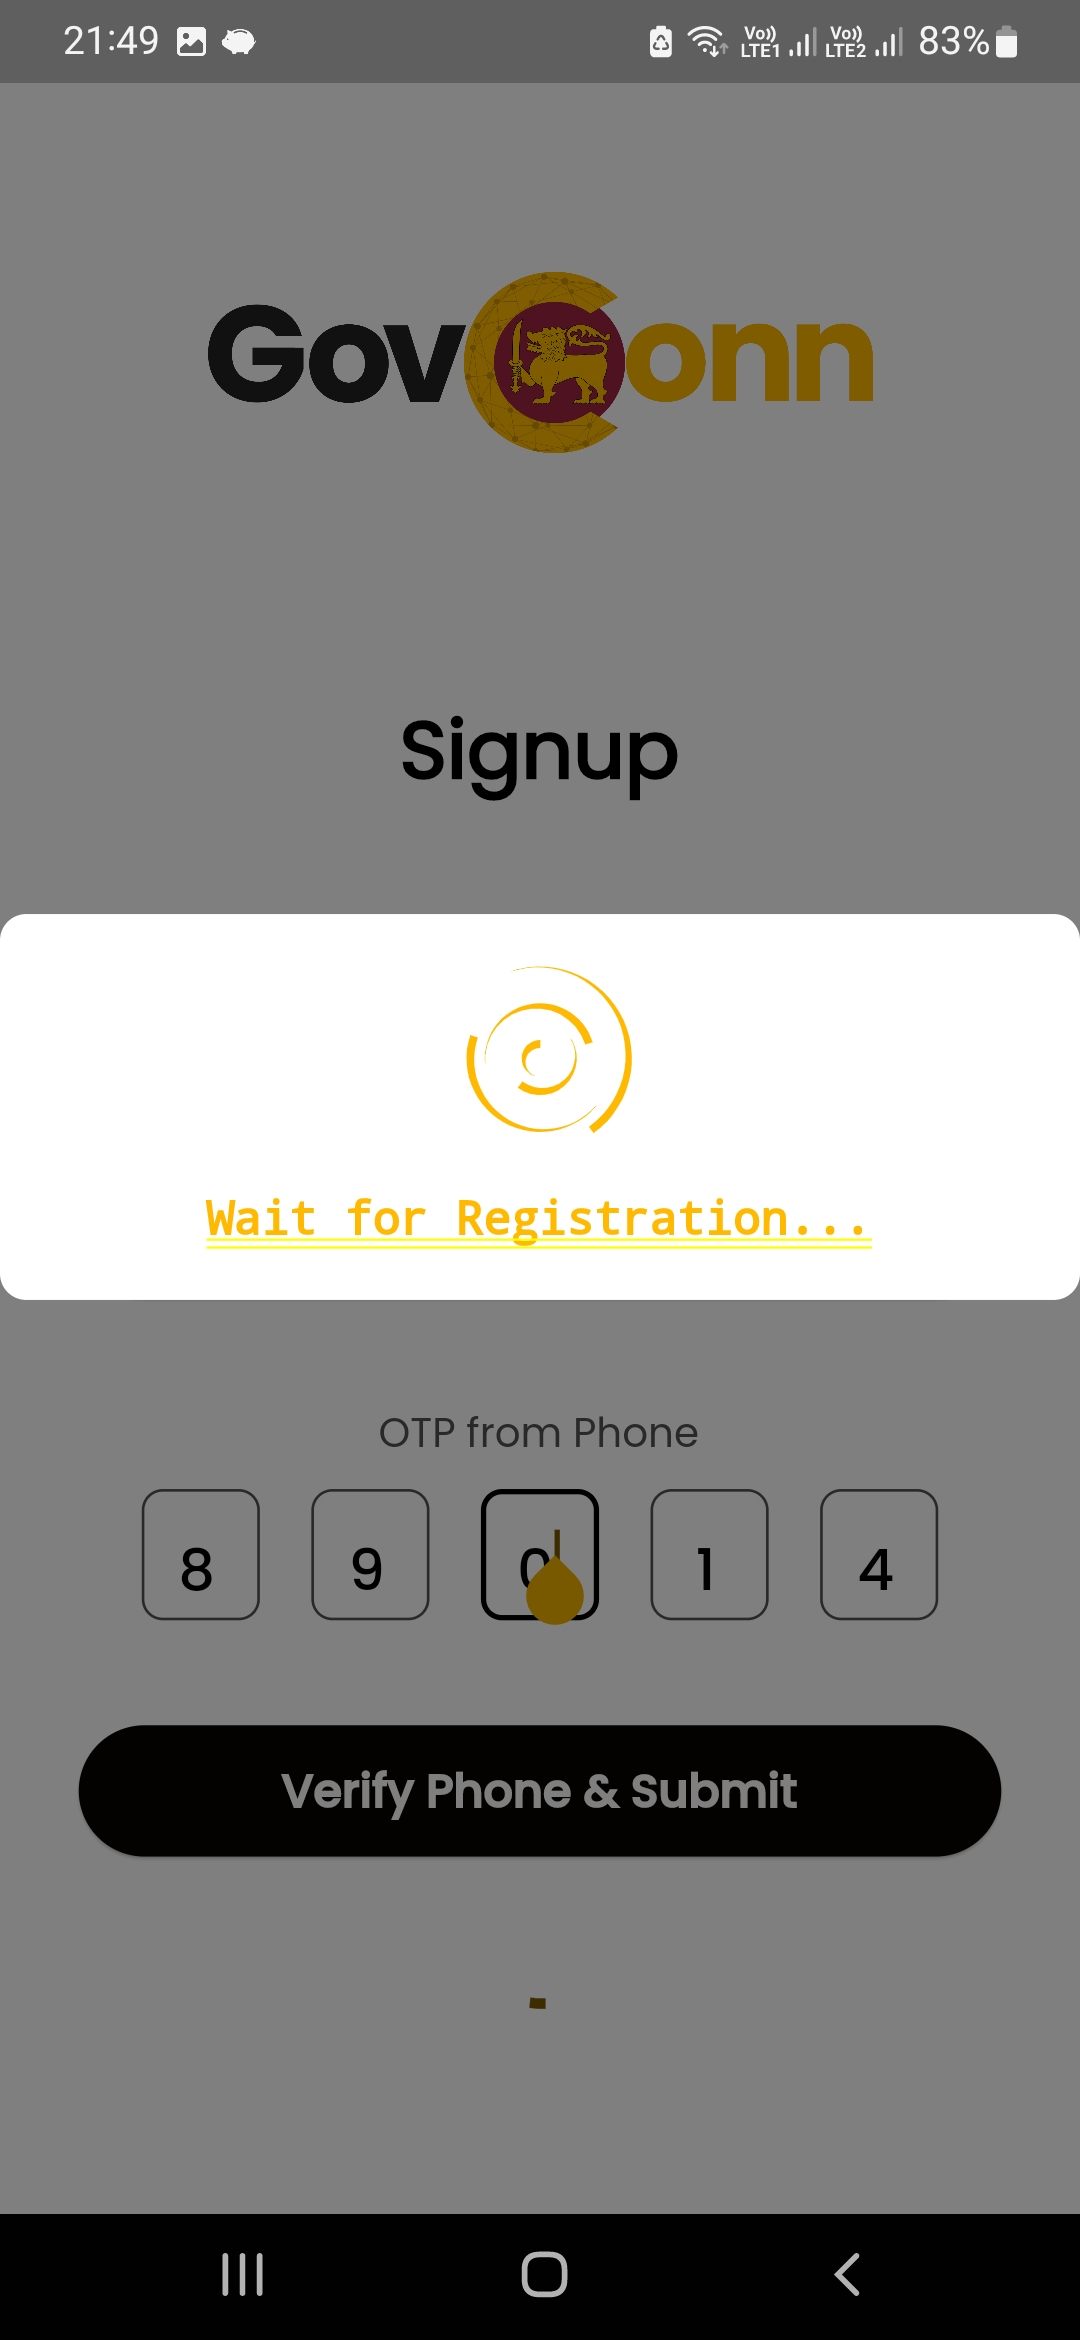 21:49
Vo)) LTE1 Vo)) LTE2 83%
GovConn
Signup
Wait for Registration...
OTP from Phone
8 9 0 1 4
Verify Phone & Submit